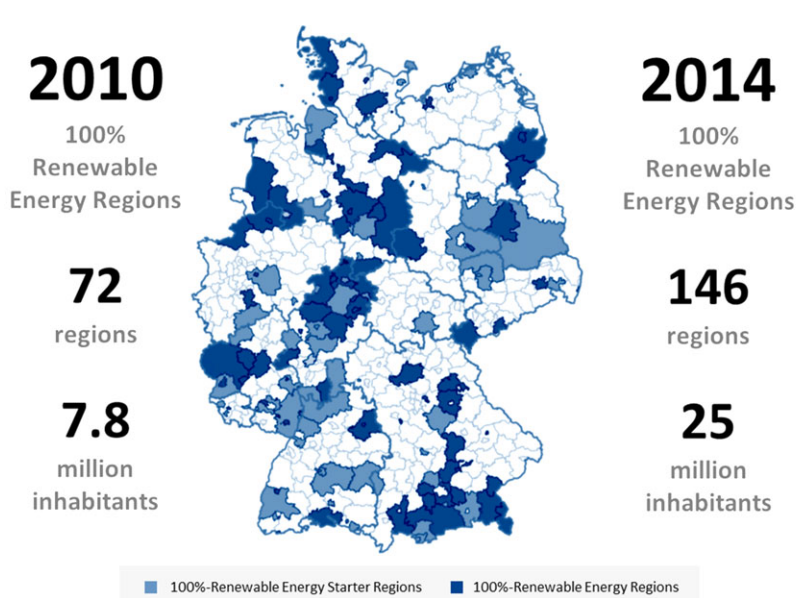 2010
100%
Renewable
Energy Regions
72
regions
7.8
million
inhabitants
2014
100%
Renewable
Energy Regions
146
regions
25
million
inhabitants
100%-Renewable Energy Starter Regions
100%-Renewable Energy Regions